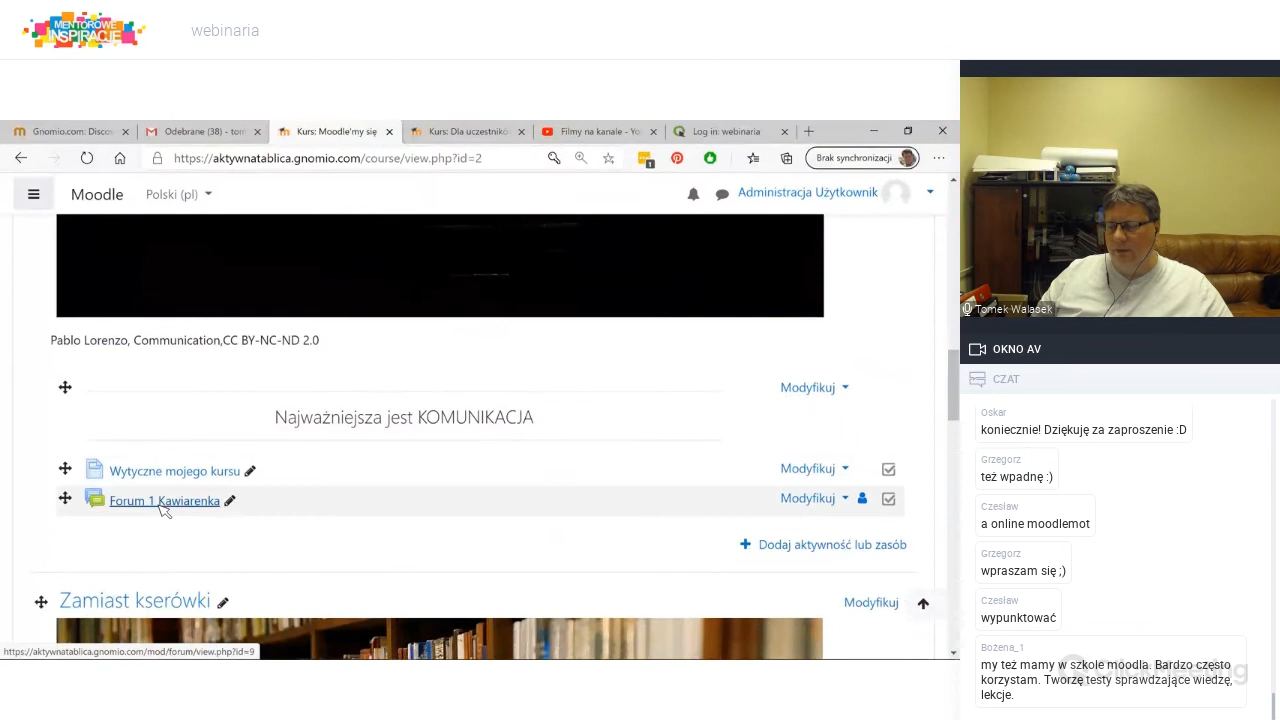 MENTOROWE
INSPIRACJE
webinaria
Gnomio.com: Discov
Odebrane (38) - tom
Kurs: Moodle'my się
Kurs: Dla uczestnikó
Filmy na kanale - Yo
Log in: webinaria
https://aktywnatablica.gnomio.com/course/view.php?id=2
1
Brak synchronizacji
Moodle
Polski (pl)
Administracja Użytkownik
Pablo Lorenzo, Communication,CC BY-NC-ND 2.0
Modyfikuj
Najważniejsza jest KOMUNIKACJA
Wytyczne mojego kursu
Modyfikuj
Forum 1 Kawiarenka
Modyfikuj
Dodaj aktywność lub zasób
Zamiast kserówki
Modyfikuj
https://aktywnatablica.gnomio.com/mod/forum/view.php?id=9
Tomek Walasek
OKNO AV
CZAT
Oskar
koniecznie! Dziękuję za zaproszenie :D
Grzegorz
też wpadnę :)
Czesław
a online moodlemot
Grzegorz
wpraszam się ;)
Czesław
wypunktować
Bożena_1
my też mamy w szkole moodla. Bardzo często
korzystam. Tworzę testy sprawdzające wiedzę,
lekcje.
ClickMeeting